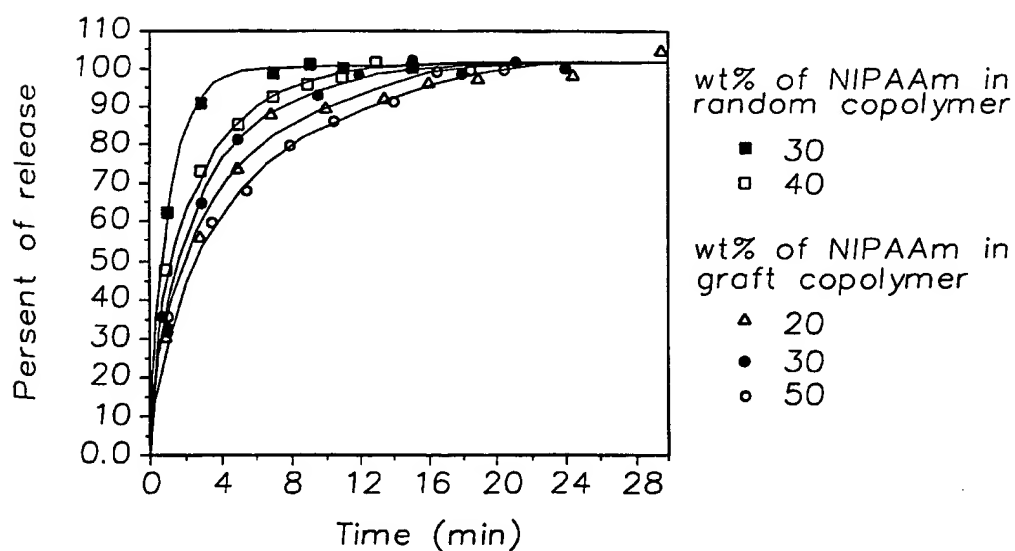 Persent of release
110
100
90
80
70
60
50
40
30
20
10
0.0
0 4 8 12 16 20 24 28
Time (min)
wt% of NIPAAm in
random copolymer
30
40
wt% of NIPAAm in
graft copolymer
20
30
50